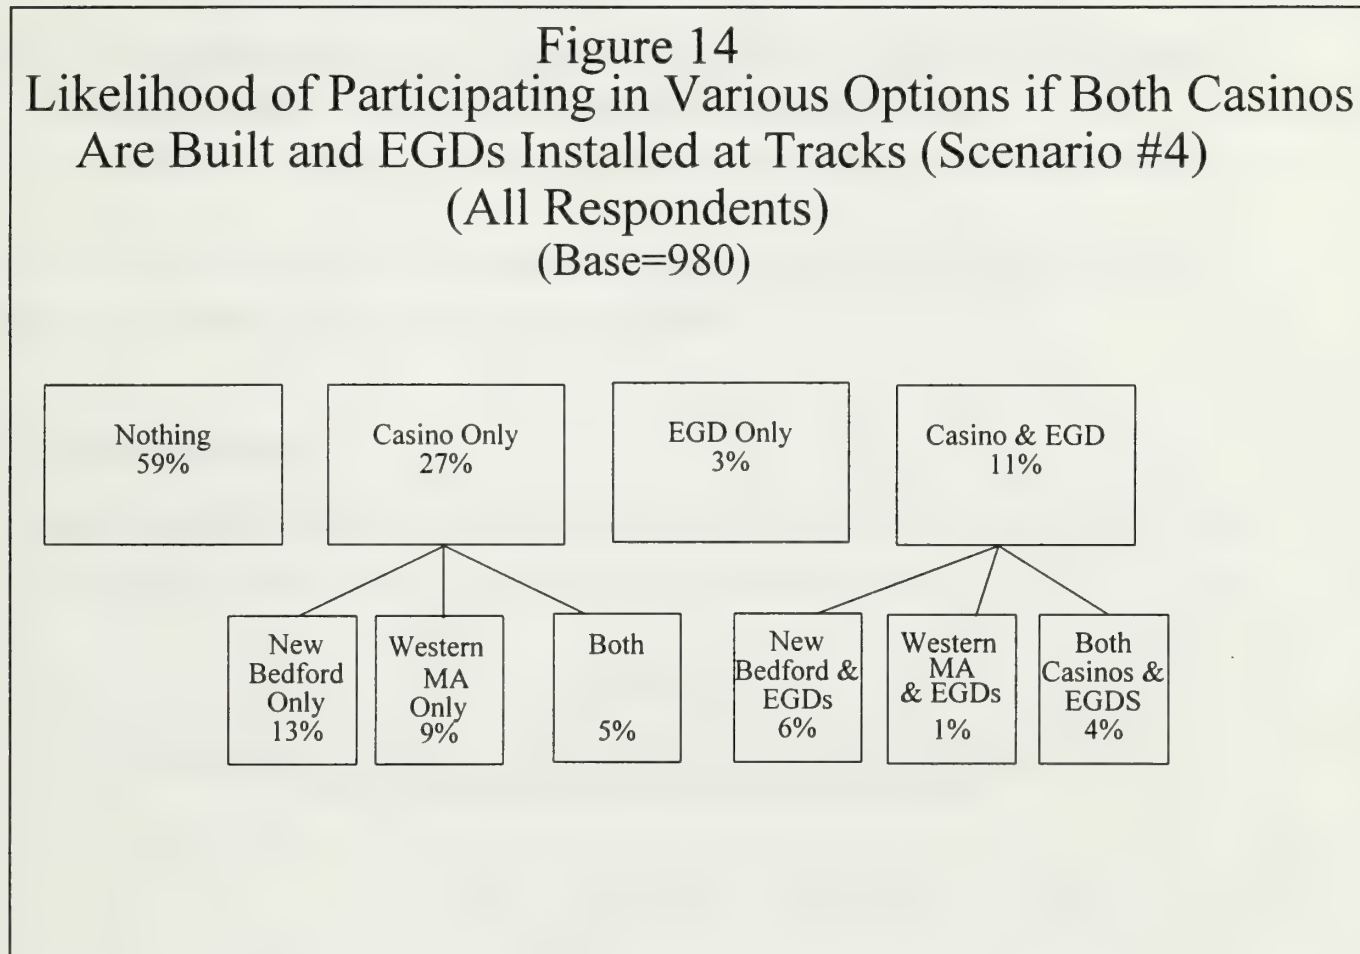 Figure 14
Likelihood of Participating in Various Options if Both Casinos
Are Built and EGDs Installed at Tracks (Scenario #4)
(All Respondents)
(Base=980)
Nothing
59%
Casino Only
27%
EGD Only
3%
Casino & EGD
11%
New
Bedford
Only
13%
Western
MA
Only
9%
Both
5%
New
Bedford &
EGDs
6%
Western
MA
& EGDs
1%
Both
Casinos &
EGDS
4%